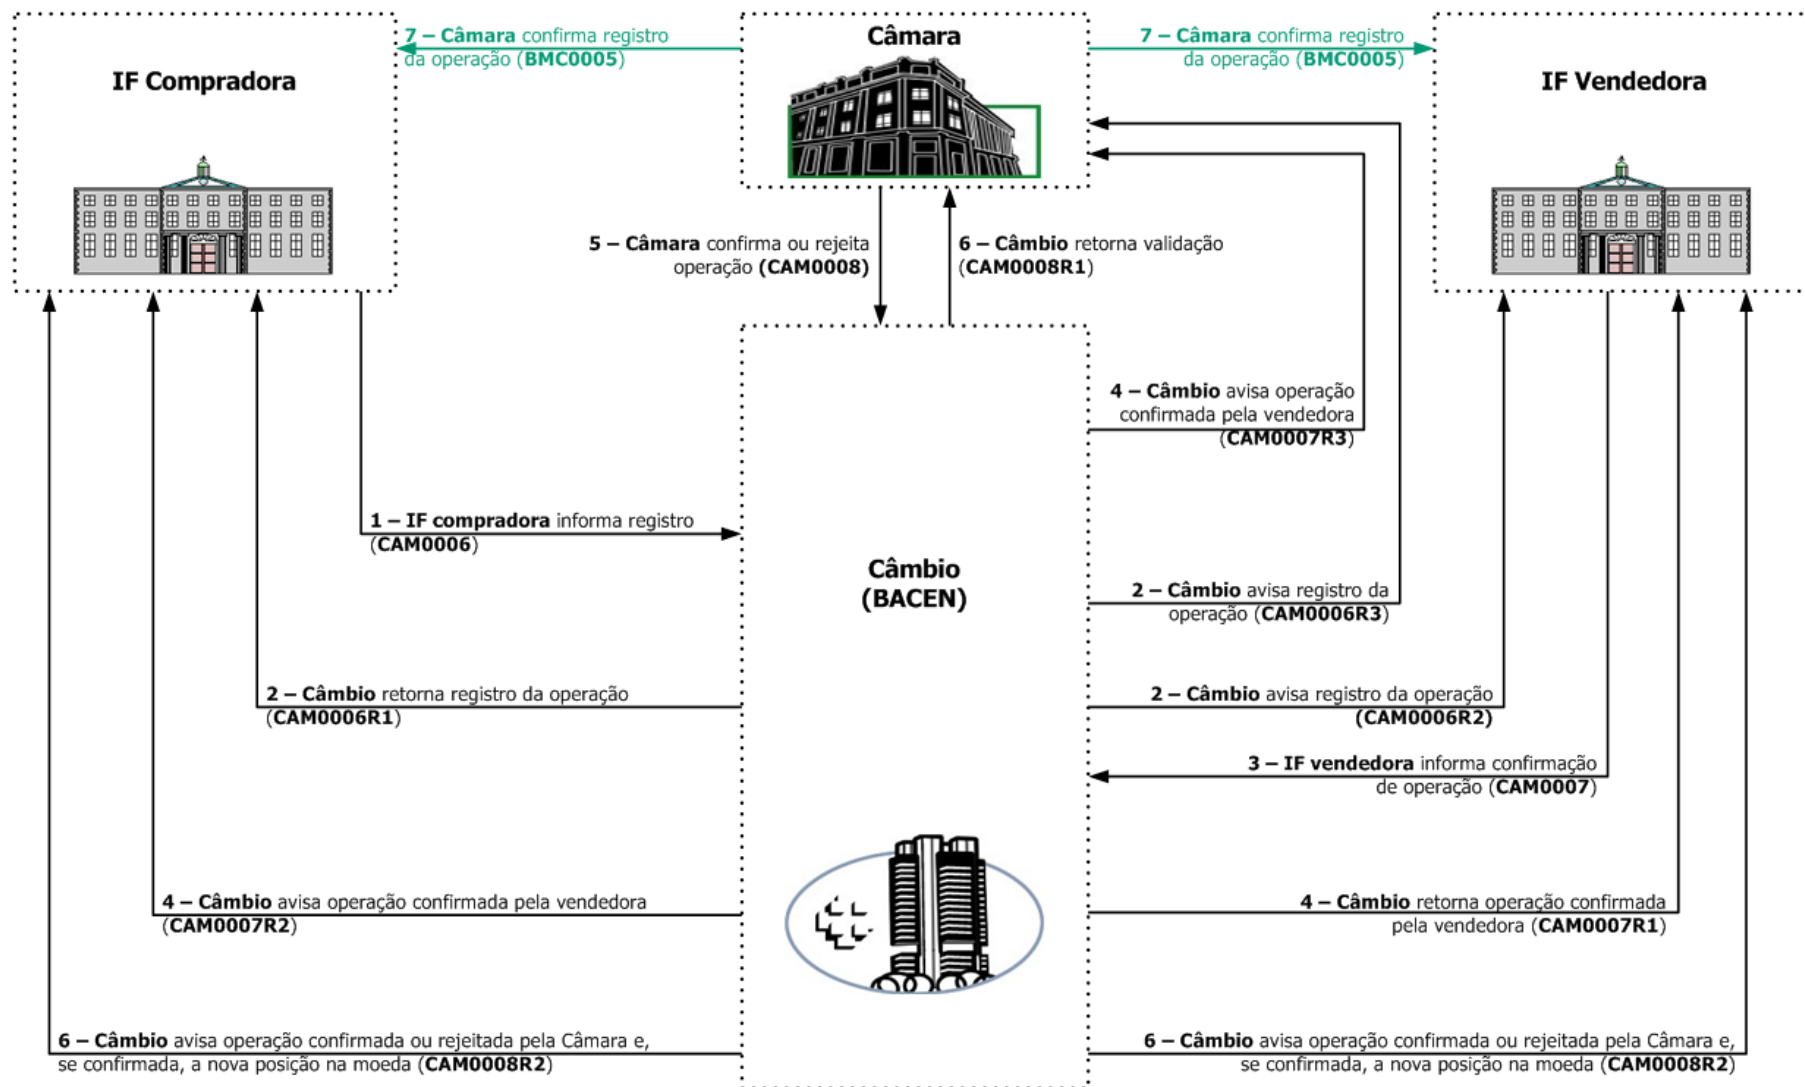 7 – Câmara confirma registro
da operação (BMC0005)
Câmara
7 – Câmara confirma registro
da operação (BMC0005)
IF Compradora
IF Vendedora
5 – Câmara confirma ou rejeita
operação (CAM0008)
6 – Câmbio retorna validação
(CAM0008R1)
4 – Câmbio avisa operação
confirmada pela vendedora
(CAM0007R3)
1 – IF compradora informa registro
(CAM0006)
Câmbio
(BACEN)
2 – Câmbio avisa registro da
operação (CAM0006R3)
2 – Câmbio retorna registro da operação
(CAM0006R1)
2 – Câmbio avisa registro da operação
(CAM0006R2)
3 – IF vendedora informa confirmação
de operação (CAM0007)
4 – Câmbio avisa operação confirmada pela vendedora
(CAM0007R2)
4 – Câmbio retorna operação confirmada
pela vendedora (CAM0007R1)
6 – Câmbio avisa operação confirmada ou rejeitada pela Câmara e,
se confirmada, a nova posição na moeda (CAM0008R2)
6 – Câmbio avisa operação confirmada ou rejeitada pela Câmara e,
se confirmada, a nova posição na moeda (CAM0008R2)